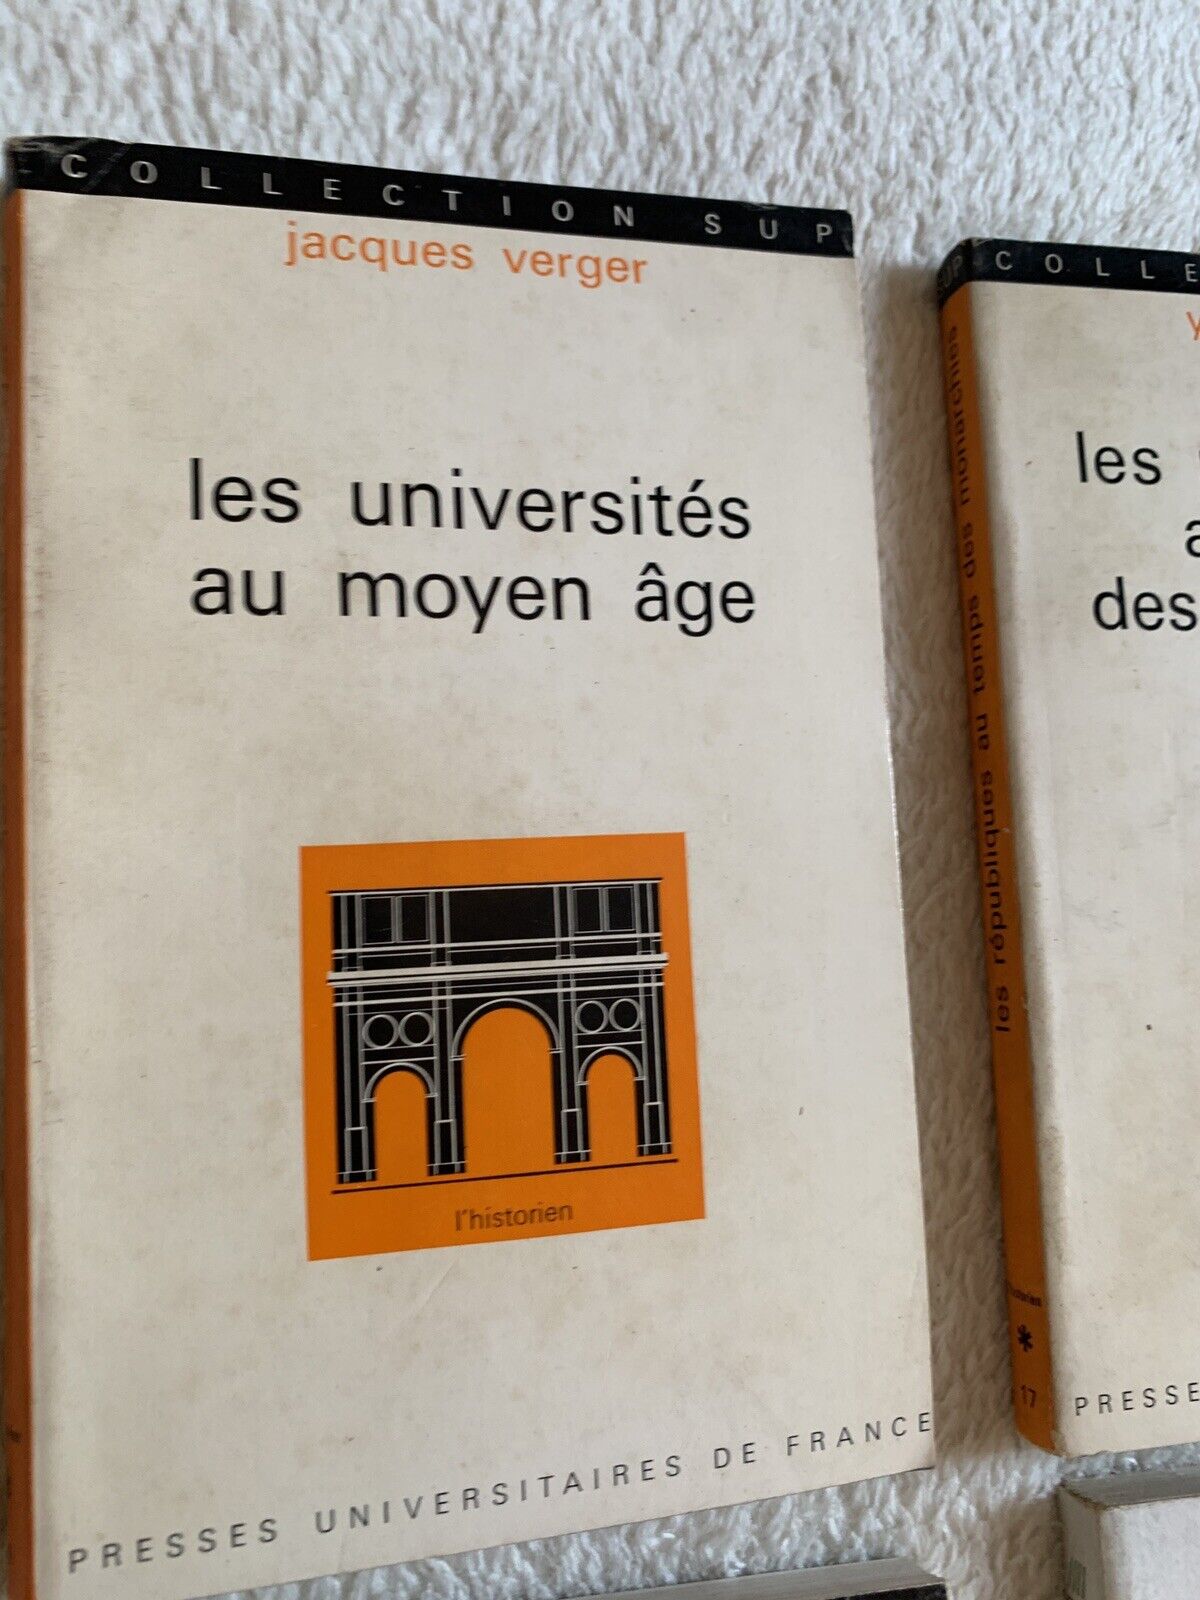 COLLECTION SUP
jacques verger
les universités
au moyen âge
l'historien
PRESSES UNIVERSITAIRES DE FRANCE
SUP
les républiques au temps des monarchies
17
COLLE
y
les
a
des
PRESSE